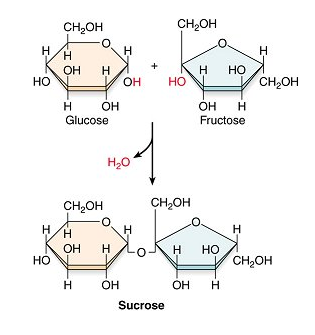 CH₂OH CH₂OH
H O H O H
H
HO OH H OH + HO H HO CH₂OH
H OH OH H
Glucose Fructose
H₂O
CH₂OH CH₂OH
H O H O H
H
HO OH H O H HO CH₂OH
H OH OH H
Sucrose